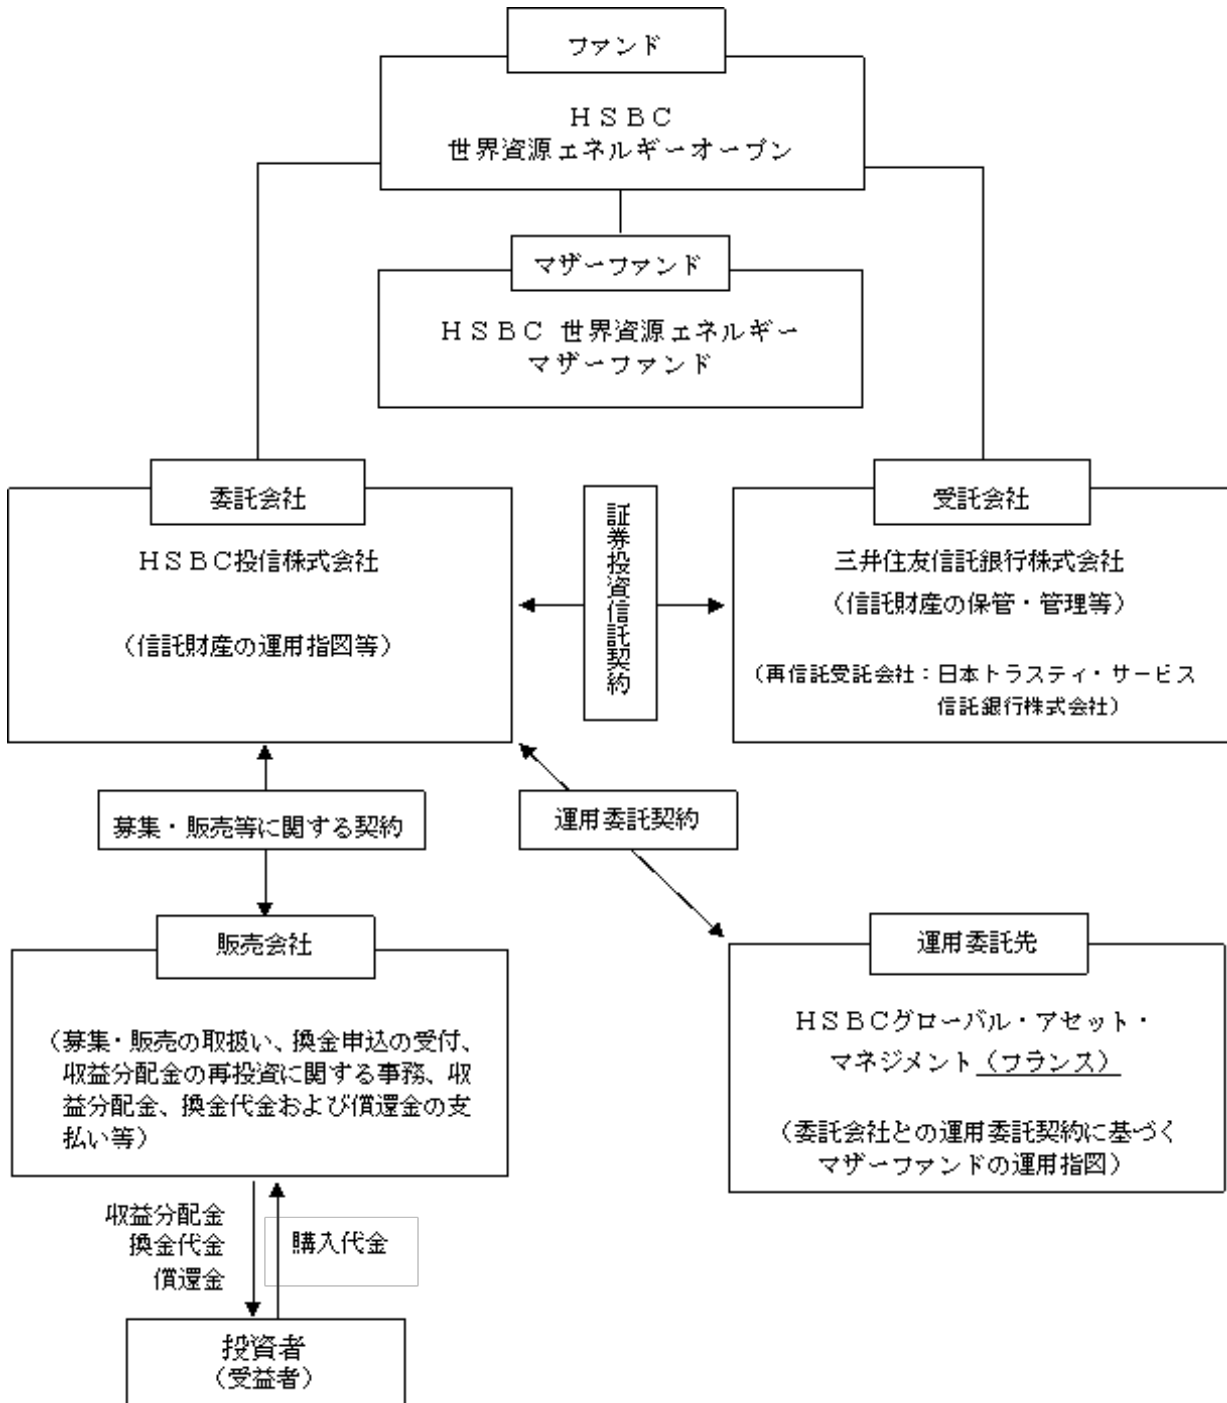 ファンド
ＨＳＢＣ
世界資源エネルギーオープン
マザーファンド
ＨＳＢＣ 世界資源エネルギー
マザーファンド
委託会社
ＨＳＢＣ投信株式会社
（信託財産の運用指図等）
証券投資信託契約
受託会社
三井住友信託銀行株式会社
（信託財産の保管・管理等）
（再信託受託会社：日本トラスティ・サービス
信託銀行株式会社）
募集・販売等に関する契約
運用委託契約
販売会社
（募集・販売の取扱い、換金申込の受付、
収益分配金の再投資に関する事務、収
益分配金、換金代金および償還金の支
払い等）
運用委託先
ＨＳＢＣグローバル・アセット・
マネジメント（フランス）
（委託会社との運用委託契約に基づく
マザーファンドの運用指図）
収益分配金
換金代金
償還金
購入代金
投資者
（受益者）